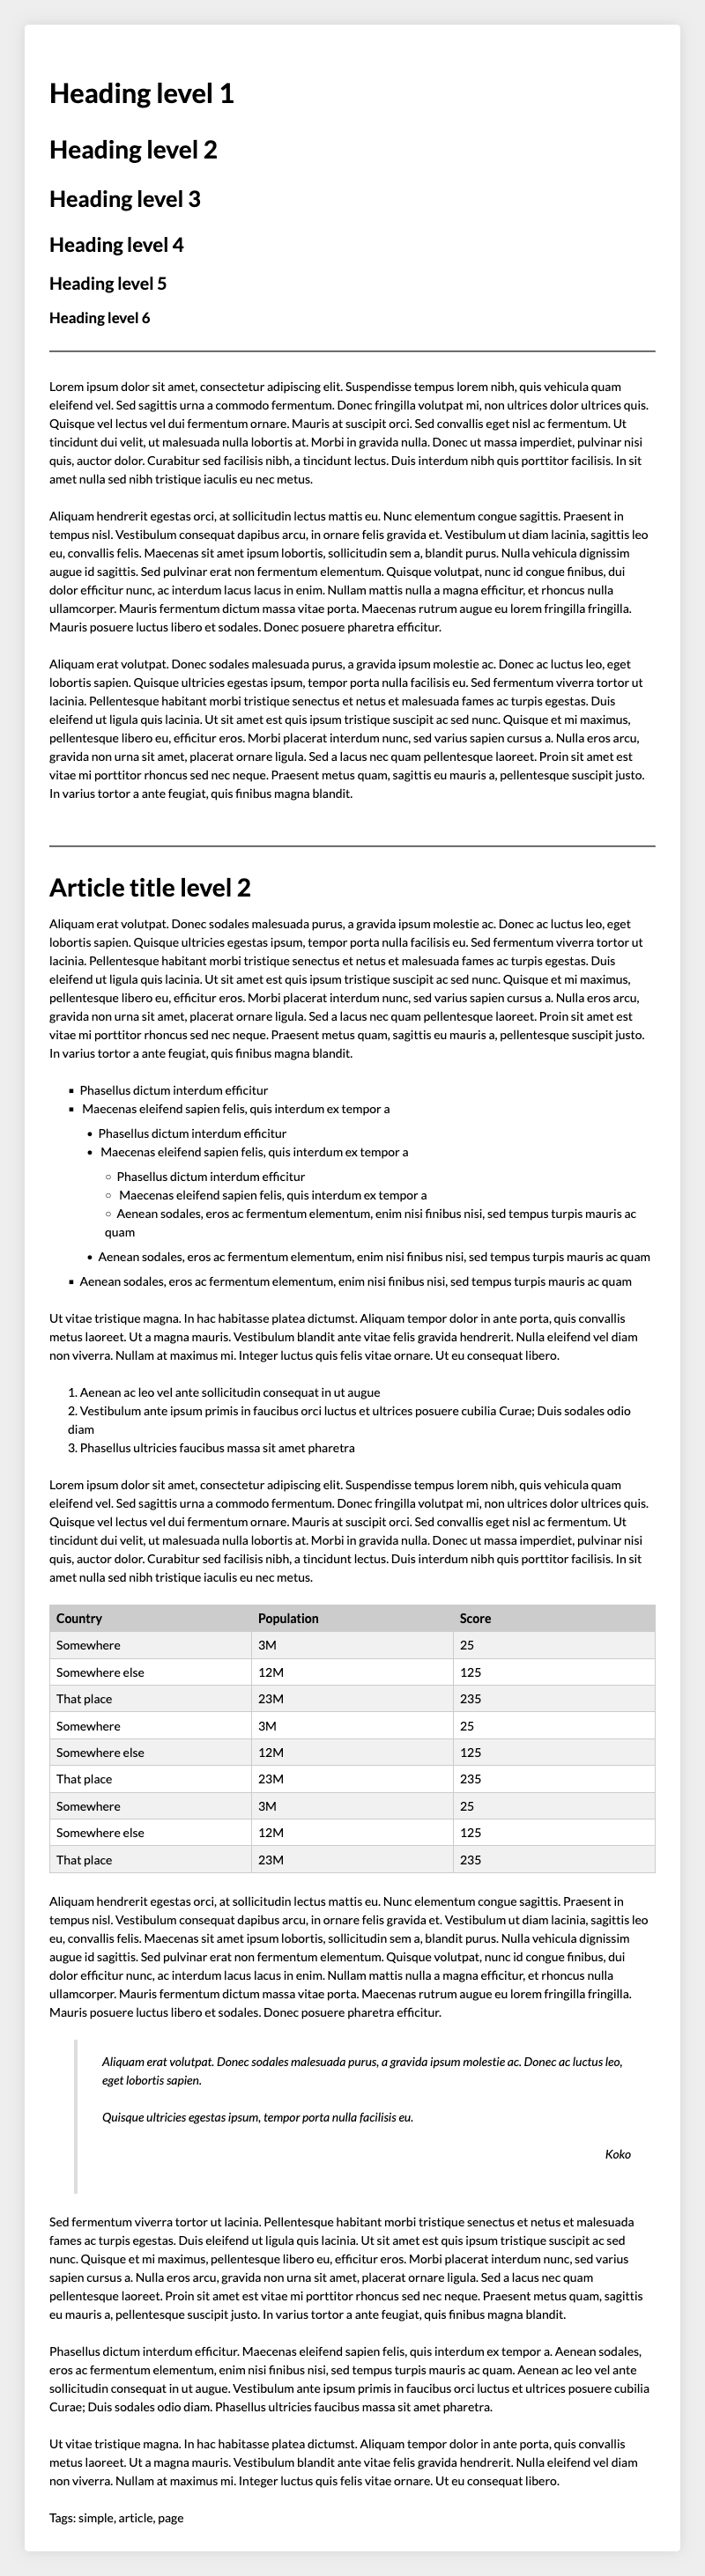 Heading level 1
Heading level 2
Heading level 3
Heading level 4
Heading level 5
Heading level 6
Lorem ipsum dolor sit amet, consectetur adipiscing elit. Suspendisse tempus lorem nibh, quis vehicula quam
eleifend vel. Sed sagittis urna a commodo fermentum. Donec fringilla volutpat mi, non ultrices dolor ultrices quis.
Quisque vel lectus vel dui fermentum ornare. Mauris at suscipit orci. Sed convallis eget nisl ac fermentum. Ut
tincidunt dui velit, ut malesuada nulla lobortis at. Morbi in gravida nulla. Donec ut massa imperdiet, pulvinar nisi
quis, auctor dolor. Curabitur sed facilisis nibh, a tincidunt lectus. Duis interdum nibh quis porttitor facilisis. In sit
amet nulla sed nibh tristique iaculis eu nec metus.
Aliquam hendrerit egestas orci, at sollicitudin lectus mattis eu. Nunc elementum congue sagittis. Praesent in
tempus nisl. Vestibulum consequat dapibus arcu, in ornare felis gravida et. Vestibulum ut diam lacinia, sagittis leo
eu, convallis felis. Maecenas sit amet ipsum lobortis, sollicitudin sem a, blandit purus. Nulla vehicula dignissim
augue id sagittis. Sed pulvinar erat non fermentum elementum. Quisque volutpat, nunc id congue finibus, dui
dolor efficitur nunc, ac interdum lacus lacus in enim. Nullam mattis nulla a magna efficitur, et rhoncus nulla
ullamcorper. Mauris fermentum dictum massa vitae porta. Maecenas rutrum augue eu lorem fringilla fringilla.
Mauris posuere luctus libero et sodales. Donec posuere pharetra efficitur.
Aliquam erat volutpat. Donec sodales malesuada purus, a gravida ipsum molestie ac. Donec ac luctus leo, eget
lobortis sapien. Quisque ultricies egestas ipsum, tempor porta nulla facilisis eu. Sed fermentum viverra tortor ut
lacinia. Pellentesque habitant morbi tristique senectus et netus et malesuada fames ac turpis egestas. Duis
eleifend ut ligula quis lacinia. Ut sit amet est quis ipsum tristique suscipit ac sed nunc. Quisque et mi maximus,
pellentesque libero eu, efficitur eros. Morbi placerat interdum nunc, sed varius sapien cursus a. Nulla eros arcu,
gravida non urna sit amet, placerat ornare ligula. Sed a lacus nec quam pellentesque laoreet. Proin sit amet est
vitae mi porttitor rhoncus sed nec neque. Praesent metus quam, sagittis eu mauris a, pellentesque suscipit justo.
In varius tortor a ante feugiat, quis finibus magna blandit.
Article title level 2
Aliquam erat volutpat. Donec sodales malesuada purus, a gravida ipsum molestie ac. Donec ac luctus leo, eget
lobortis sapien. Quisque ultricies egestas ipsum, tempor porta nulla facilisis eu. Sed fermentum viverra tortor ut
lacinia. Pellentesque habitant morbi tristique senectus et netus et malesuada fames ac turpis egestas. Duis
eleifend ut ligula quis lacinia. Ut sit amet est quis ipsum tristique suscipit ac sed nunc. Quisque et mi maximus,
pellentesque libero eu, efficitur eros. Morbi placerat interdum nunc, sed varius sapien cursus a. Nulla eros arcu,
gravida non urna sit amet, placerat ornare ligula. Sed a lacus nec quam pellentesque laoreet. Proin sit amet est
vitae mi porttitor rhoncus sed nec neque. Praesent metus quam, sagittis eu mauris a, pellentesque suscipit justo.
In varius tortor a ante feugiat, quis finibus magna blandit.
▪ Phasellus dictum interdum efficitur
▪ Maecenas eleifend sapien felis, quis interdum ex tempor a
• Phasellus dictum interdum efficitur
• Maecenas eleifend sapien felis, quis interdum ex tempor a
○ Phasellus dictum interdum efficitur
○ Maecenas eleifend sapien felis, quis interdum ex tempor a
○ Aenean sodales, eros ac fermentum elementum, enim nisi finibus nisi, sed tempus turpis mauris ac
quam
• Aenean sodales, eros ac fermentum elementum, enim nisi finibus nisi, sed tempus turpis mauris ac quam
▪ Aenean sodales, eros ac fermentum elementum, enim nisi finibus nisi, sed tempus turpis mauris ac quam
Ut vitae tristique magna. In hac habitasse platea dictumst. Aliquam tempor dolor in ante porta, quis convallis
metus laoreet. Ut a magna mauris. Vestibulum blandit ante vitae felis gravida hendrerit. Nulla eleifend vel diam
non viverra. Nullam at maximus mi. Integer luctus quis felis vitae ornare. Ut eu consequat libero.
1. Aenean ac leo vel ante sollicitudin consequat in ut augue
2. Vestibulum ante ipsum primis in faucibus orci luctus et ultrices posuere cubilia Curae; Duis sodales odio
diam
3. Phasellus ultricies faucibus massa sit amet pharetra
Lorem ipsum dolor sit amet, consectetur adipiscing elit. Suspendisse tempus lorem nibh, quis vehicula quam
eleifend vel. Sed sagittis urna a commodo fermentum. Donec fringilla volutpat mi, non ultrices dolor ultrices quis.
Quisque vel lectus vel dui fermentum ornare. Mauris at suscipit orci. Sed convallis eget nisl ac fermentum. Ut
tincidunt dui velit, ut malesuada nulla lobortis at. Morbi in gravida nulla. Donec ut massa imperdiet, pulvinar nisi
quis, auctor dolor. Curabitur sed facilisis nibh, a tincidunt lectus. Duis interdum nibh quis porttitor facilisis. In sit
amet nulla sed nibh tristique iaculis eu nec metus.
Country Population Score
Somewhere 3M 25
Somewhere else 12M 125
That place 23M 235
Somewhere 3M 25
Somewhere else 12M 125
That place 23M 235
Somewhere 3M 25
Somewhere else 12M 125
That place 23M 235
Aliquam hendrerit egestas orci, at sollicitudin lectus mattis eu. Nunc elementum congue sagittis. Praesent in
tempus nisl. Vestibulum consequat dapibus arcu, in ornare felis gravida et. Vestibulum ut diam lacinia, sagittis leo
eu, convallis felis. Maecenas sit amet ipsum lobortis, sollicitudin sem a, blandit purus. Nulla vehicula dignissim
augue id sagittis. Sed pulvinar erat non fermentum elementum. Quisque volutpat, nunc id congue finibus, dui
dolor efficitur nunc, ac interdum lacus lacus in enim. Nullam mattis nulla a magna efficitur, et rhoncus nulla
ullamcorper. Mauris fermentum dictum massa vitae porta. Maecenas rutrum augue eu lorem fringilla fringilla.
Mauris posuere luctus libero et sodales. Donec posuere pharetra efficitur.
Aliquam erat volutpat. Donec sodales malesuada purus, a gravida ipsum molestie ac. Donec ac luctus leo,
eget lobortis sapien.
Quisque ultricies egestas ipsum, tempor porta nulla facilisis eu.
Koko
Sed fermentum viverra tortor ut lacinia. Pellentesque habitant morbi tristique senectus et netus et malesuada
fames ac turpis egestas. Duis eleifend ut ligula quis lacinia. Ut sit amet est quis ipsum tristique suscipit ac sed
nunc. Quisque et mi maximus, pellentesque libero eu, efficitur eros. Morbi placerat interdum nunc, sed varius
sapien cursus a. Nulla eros arcu, gravida non urna sit amet, placerat ornare ligula. Sed a lacus nec quam
pellentesque laoreet. Proin sit amet est vitae mi porttitor rhoncus sed nec neque. Praesent metus quam, sagittis
eu mauris a, pellentesque suscipit justo. In varius tortor a ante feugiat, quis finibus magna blandit.
Phasellus dictum interdum efficitur. Maecenas eleifend sapien felis, quis interdum ex tempor a. Aenean sodales,
eros ac fermentum elementum, enim nisi finibus nisi, sed tempus turpis mauris ac quam. Aenean ac leo vel ante
sollicitudin consequat in ut augue. Vestibulum ante ipsum primis in faucibus orci luctus et ultrices posuere cubilia
Curae; Duis sodales odio diam. Phasellus ultricies faucibus massa sit amet pharetra.
Ut vitae tristique magna. In hac habitasse platea dictumst. Aliquam tempor dolor in ante porta, quis convallis
metus laoreet. Ut a magna mauris. Vestibulum blandit ante vitae felis gravida hendrerit. Nulla eleifend vel diam
non viverra. Nullam at maximus mi. Integer luctus quis felis vitae ornare. Ut eu consequat libero.
Tags: simple, article, page